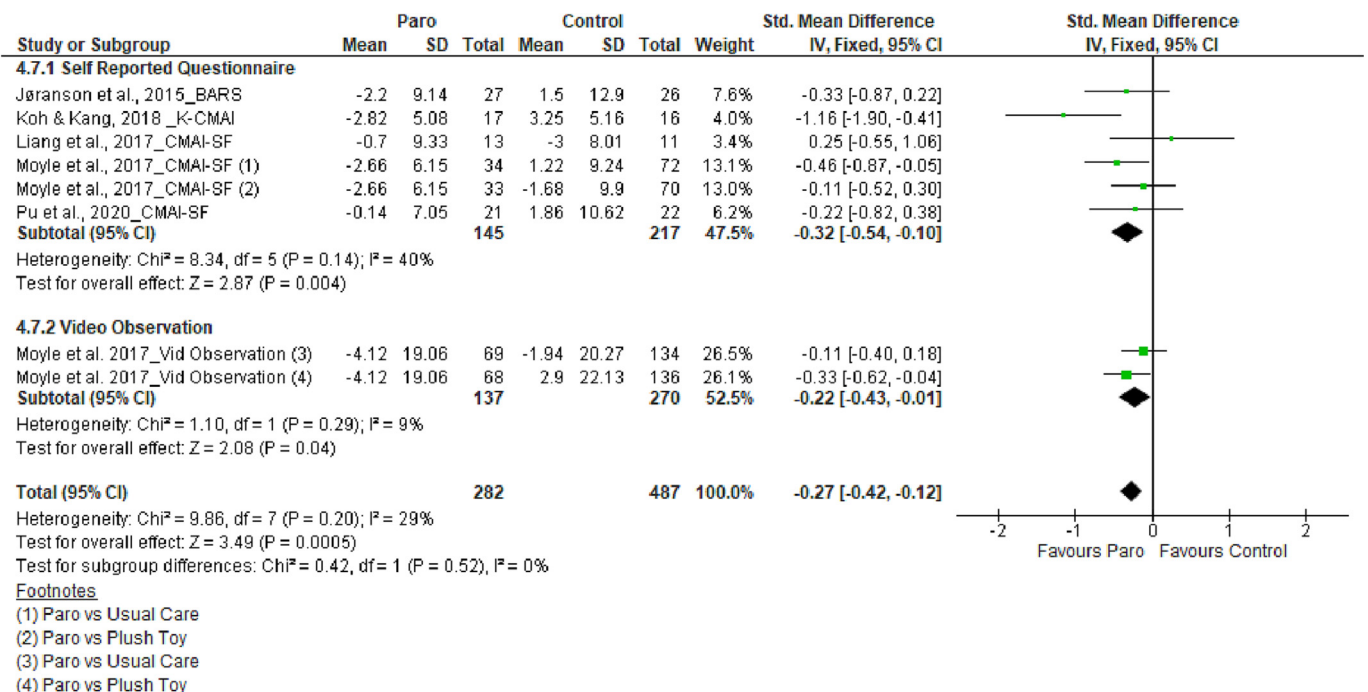 Paro Control Std. Mean Difference Std. Mean Difference
Study or Subgroup Mean SD Total Mean SD Total Weight IV, Fixed, 95% CI IV, Fixed, 95% CI
4.7.1 Self Reported Questionnaire
Jøranson et al., 2015_BARS -2.2 9.14 27 1.5 12.9 26 7.6% -0.33 [-0.87, 0.22]
Koh & Kang, 2018 _K-CMAI -2.82 5.08 17 3.25 5.16 16 4.0% -1.16 [-1.90, -0.41]
Liang et al., 2017_CMAI-SF -0.7 9.33 13 -3 8.01 11 3.4% 0.25 [-0.55, 1.06]
Moyle et al., 2017_CMAI-SF (1) -2.66 6.15 34 1.22 9.24 72 13.1% -0.46 [-0.87, -0.05]
Moyle et al., 2017_CMAI-SF (2) -2.66 6.15 33 -1.68 9.9 70 13.0% -0.11 [-0.52, 0.30]
Pu et al., 2020_CMAI-SF -0.14 7.05 21 1.86 10.62 22 6.2% -0.22 [-0.82, 0.38]
Subtotal (95% CI) 145 217 47.5% -0.32 [-0.54, -0.10]
Heterogeneity: Chi² = 8.34, df = 5 (P = 0.14); I² = 40%
Test for overall effect: Z = 2.87 (P = 0.004)
4.7.2 Video Observation
Moyle et al. 2017_Vid Observation (3) -4.12 19.06 69 -1.94 20.27 134 26.5% -0.11 [-0.40, 0.18]
Moyle et al. 2017_Vid Observation (4) -4.12 19.06 68 2.9 22.13 136 26.1% -0.33 [-0.62, -0.04]
Subtotal (95% CI) 137 270 52.5% -0.22 [-0.43, -0.01]
Heterogeneity: Chi² = 1.10, df = 1 (P = 0.29); I² = 9%
Test for overall effect: Z = 2.08 (P = 0.04)
Total (95% CI) 282 487 100.0% -0.27 [-0.42, -0.12]
Heterogeneity: Chi² = 9.86, df = 7 (P = 0.20); I² = 29%
-2 -1 0 1 2
Test for overall effect: Z = 3.49 (P = 0.0005)
Favours Paro Favours Control
Test for subgroup differences: Chi² = 0.42, df = 1 (P = 0.52), I² = 0%
Footnotes
(1) Paro vs Usual Care
(2) Paro vs Plush Toy
(3) Paro vs Usual Care
(4) Paro vs Plush Toy